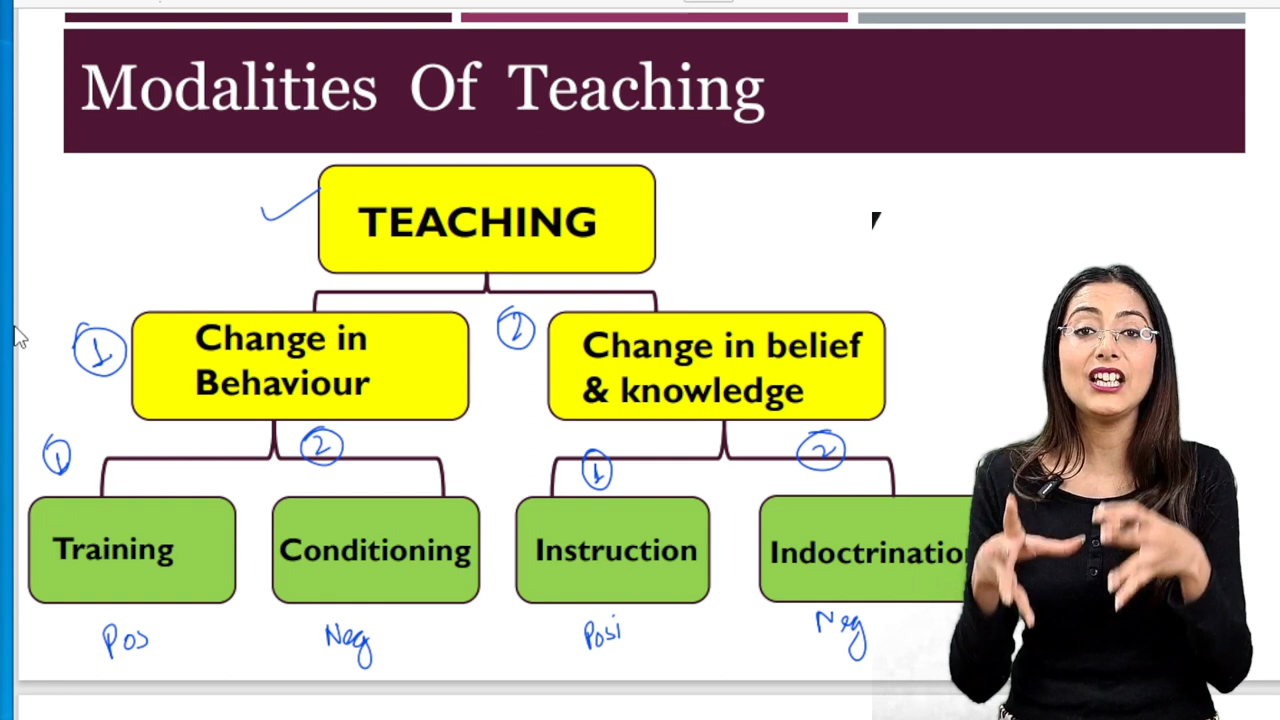 Modalities Of Teaching
TEACHING
1
Change in
Behaviour
2
Change in belief
& knowledge
1
2
1
2
Training
Conditioning
Instruction
Indoctrinatio
Pos
Neg
Posi
Neg